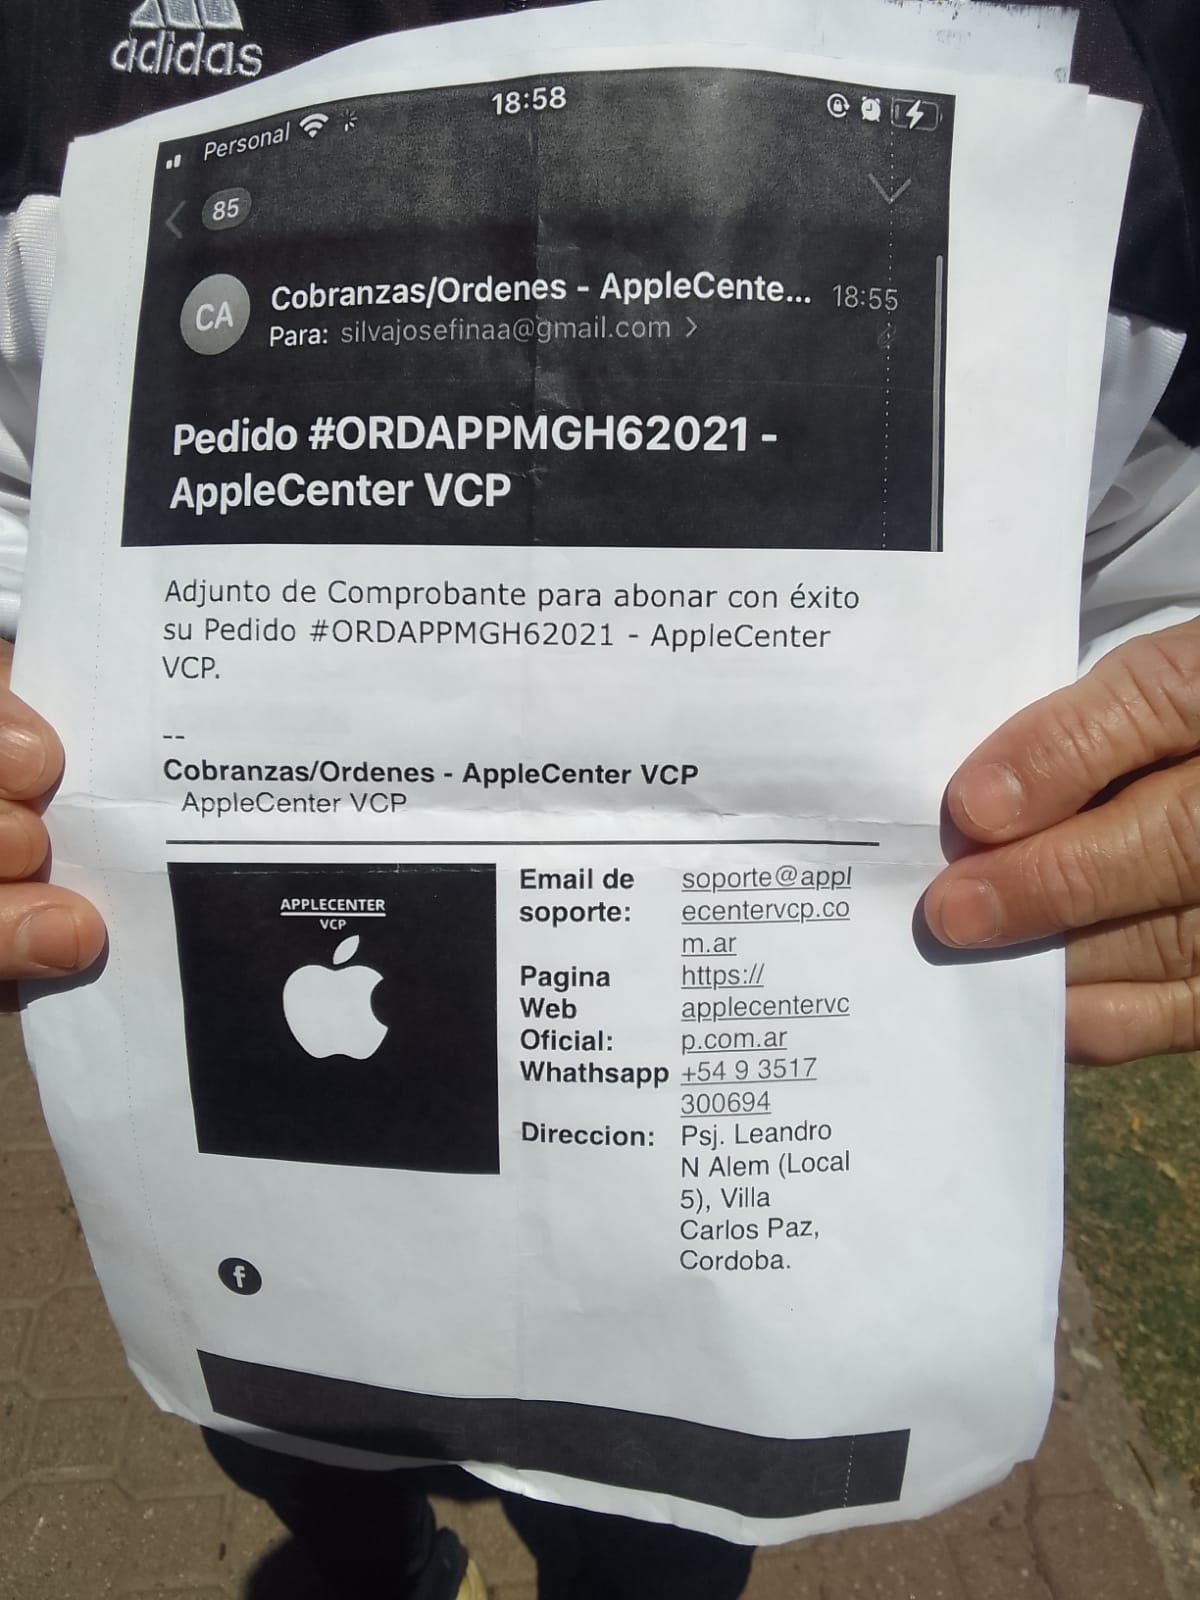 adidas
Personal
18:58
85
CA
Cobranzas/Ordenes - AppleCente...
18:55
Para: silvajosefinaa@gmail.com >
Pedido #ORDAPPMGH62021 -
AppleCenter VCP
Adjunto de Comprobante para abonar con éxito
su Pedido #ORDAPPMGH62021 - AppleCenter
VCP.
--
Cobranzas/Ordenes - AppleCenter VCP
AppleCenter VCP
APPLECENTER
VCP
Email de soporte@appl
soporte: ecentervcp.co
m.ar
Pagina https://
Web applecentervc
Oficial: p.com.ar
Whathsapp +54 9 3517
300694
Direccion: Psj. Leandro
N Alem (Local
5), Villa
Carlos Paz,
Cordoba.
f